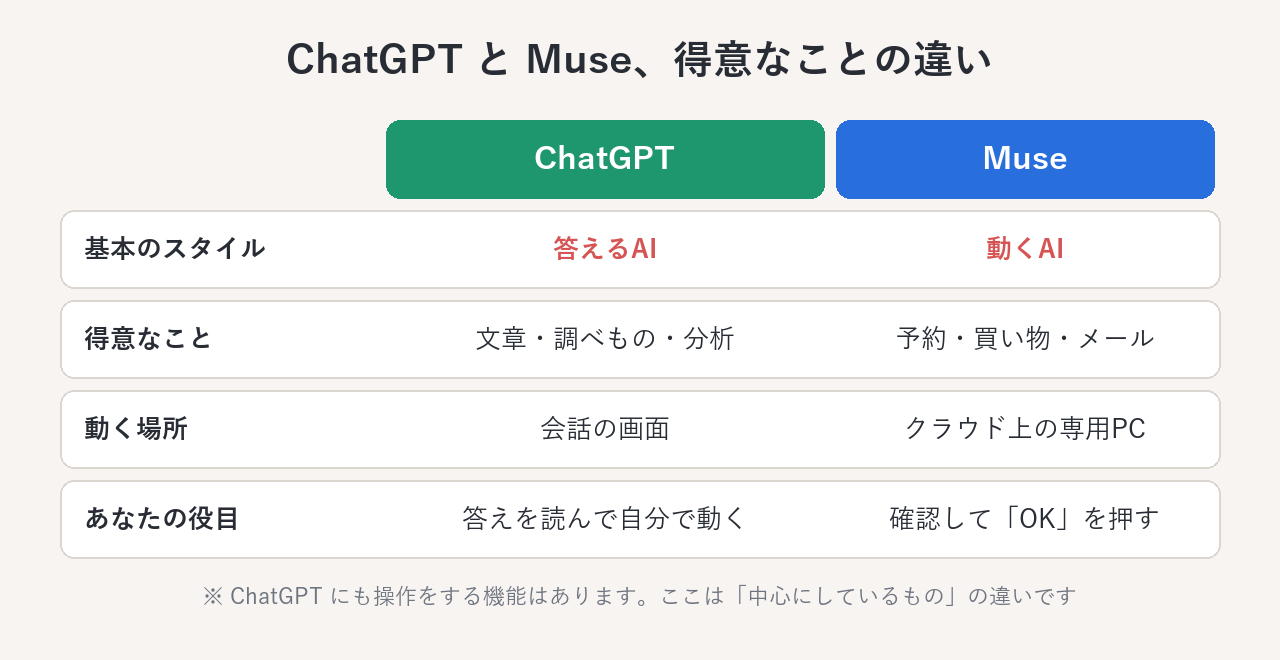 ChatGPT と Muse、得意なことの違い
ChatGPT Muse
基本のスタイル 答えるAI 動くAI
得意なこと 文章・調べもの・分析 予約・買い物・メール
動く場所 会話の画面 クラウド上の専用PC
あなたの役目 答えを読んで自分で動く 確認して「OK」を押す
※ ChatGPT にも操作をする機能はあります。ここは「中心にしているもの」の違いです